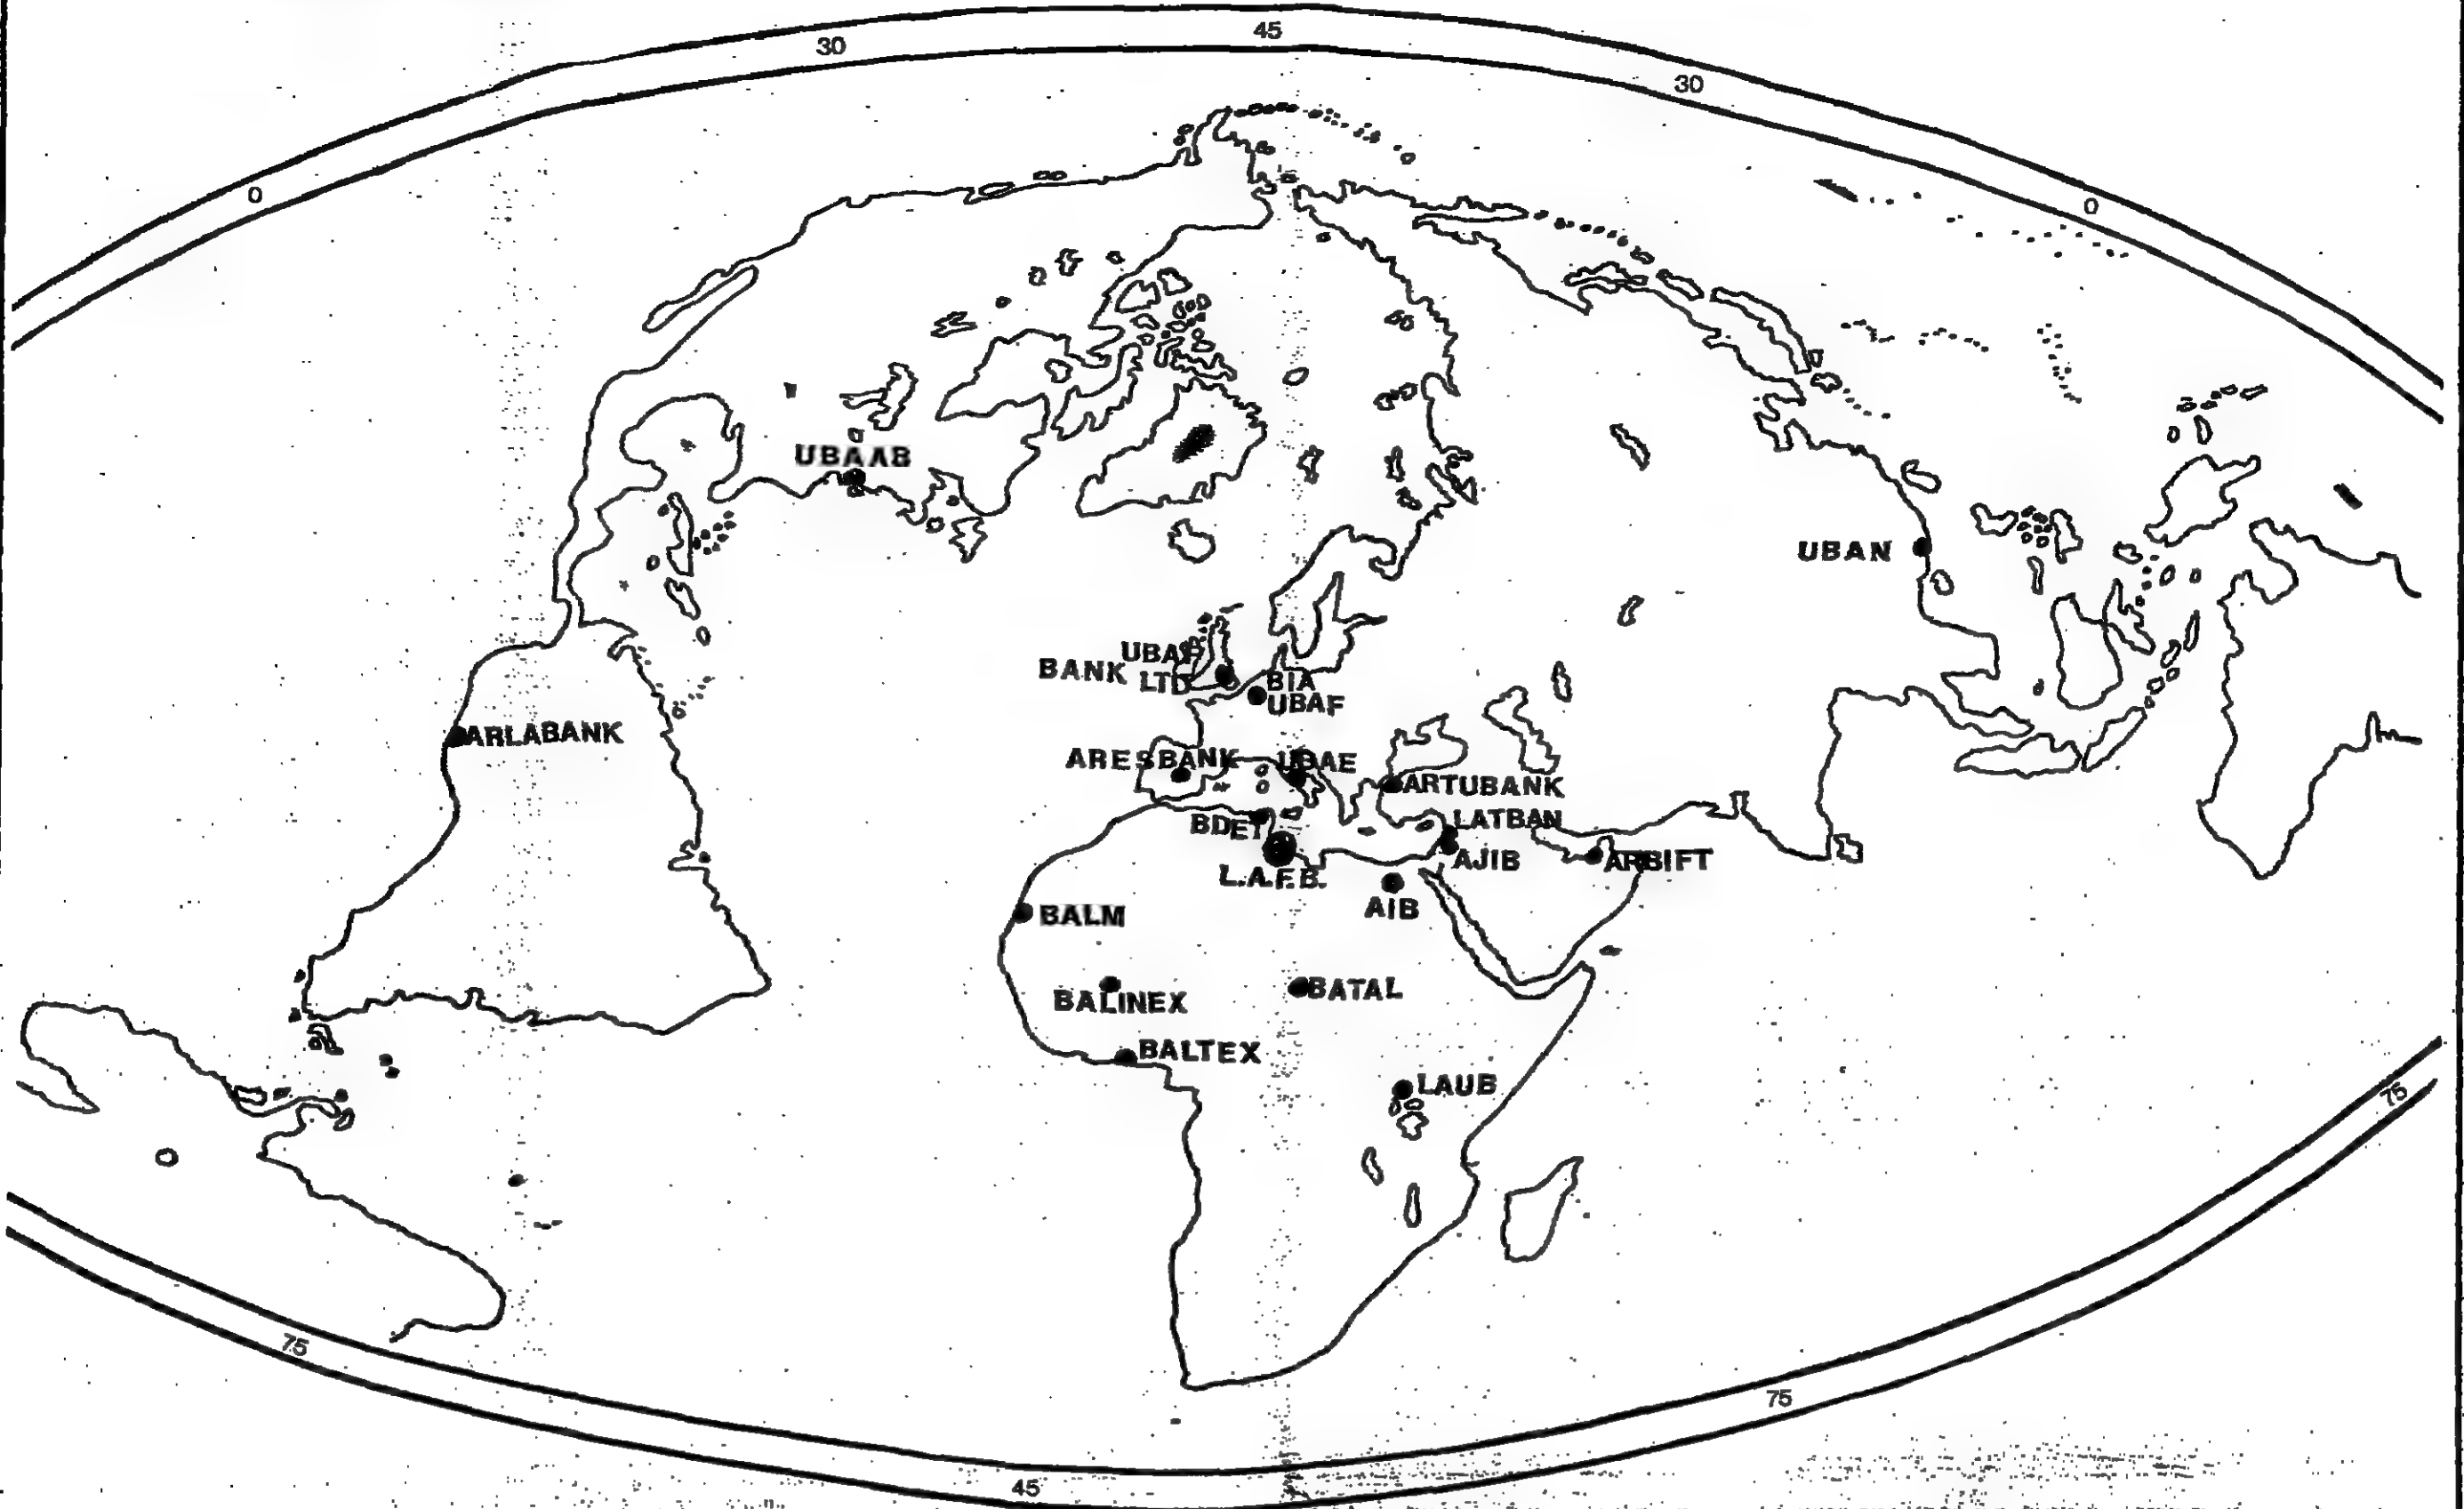 45
30
30
0
0
UBAAB
UBAN
UBAF
BANK LTD
BIA
UBAF
ARLABANK
ARESBANK
UBAE
ARTUBANK
LATBAN
BDET
AJIB
ARBIFT
L.A.F.B.
AIB
BALM
BATAL
BALINEX
BALTEX
LAUB
75
75
75
45